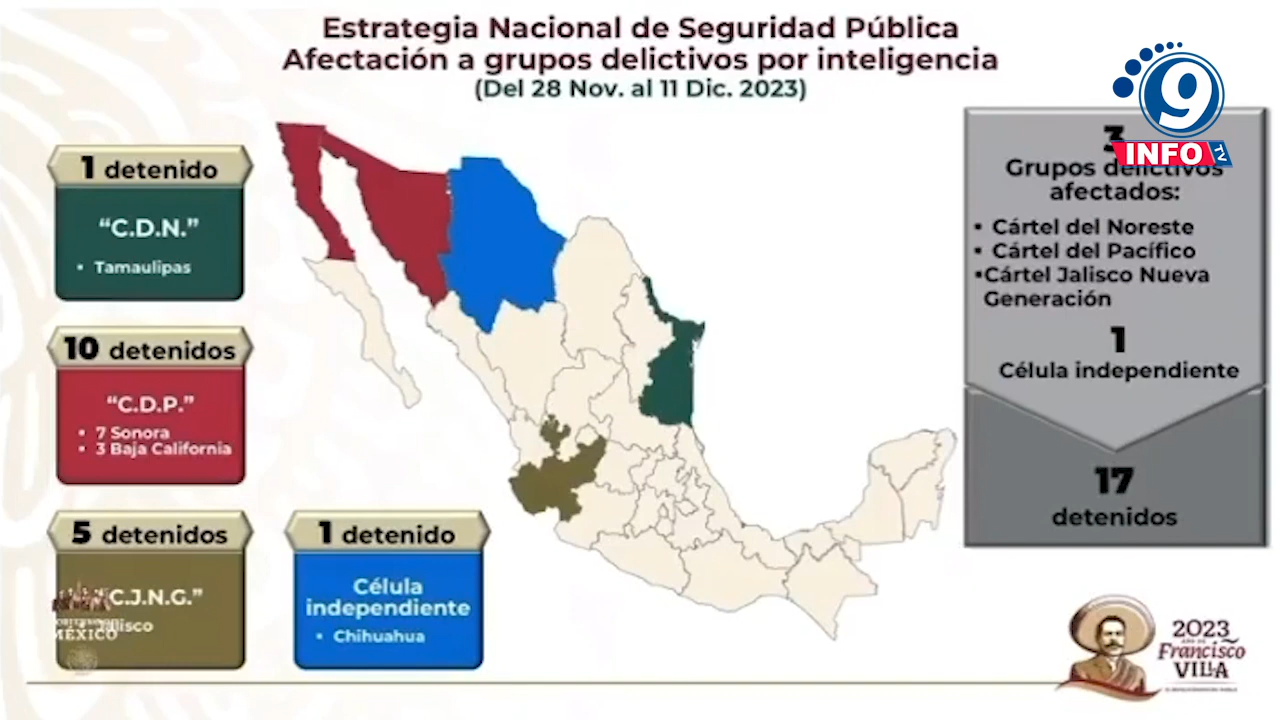 Estrategia Nacional de Seguridad Pública
Afectación a grupos delictivos por inteligencia
(Del 28 Nov. al 11 Dic. 2023)
9
INFO TV
1 detenido
“C.D.N.”
▪ Tamaulipas
10 detenidos
“C.D.P.”
▪ 7 Sonora
▪ 3 Baja California
5 detenidos
“C.J.N.G.”
▪ Jalisco
MÉXICO
1 detenido
Célula
independiente
▪ Chihuahua
3
Grupos delictivos
afectados:
▪ Cártel del Noreste
▪ Cártel del Pacífico
▪Cártel Jalisco Nueva
Generación
1
Célula independiente
17
detenidos
2023
Francisco
VILLA